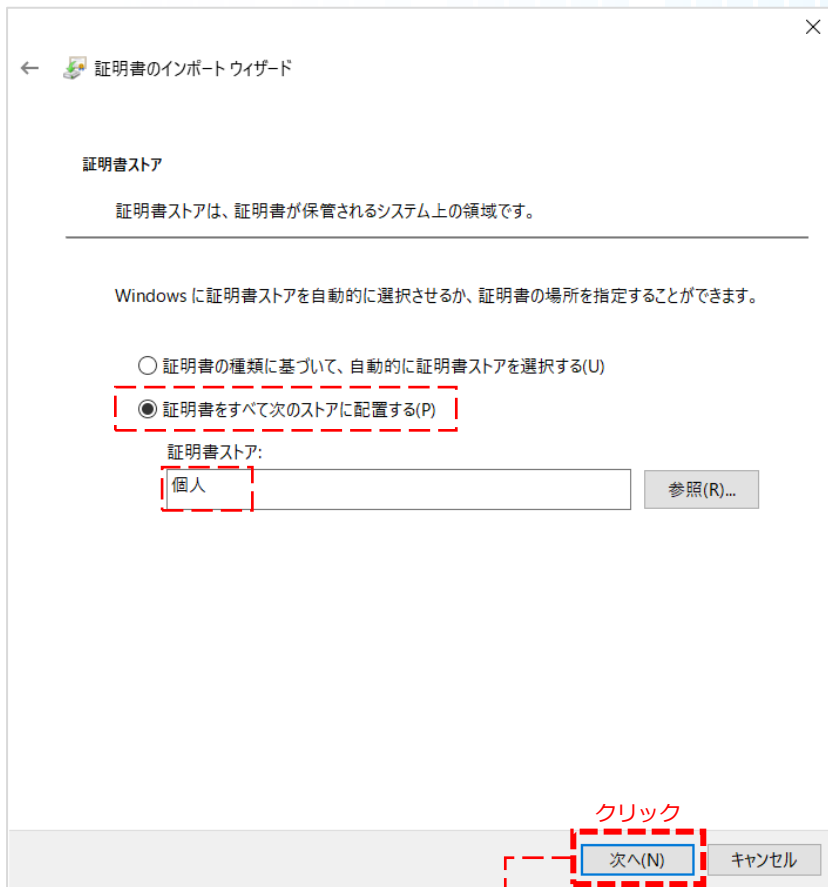 証明書のインポート ウィザード
証明書ストア
証明書ストアは、証明書が保管されるシステム上の領域です。
Windows に証明書ストアを自動的に選択させるか、証明書の場所を指定することができます。
証明書の種類に基づいて、自動的に証明書ストアを選択する(U)
証明書をすべて次のストアに配置する(P)
証明書ストア:
個人
参照(R)...
クリック
次へ(N)
キャンセル